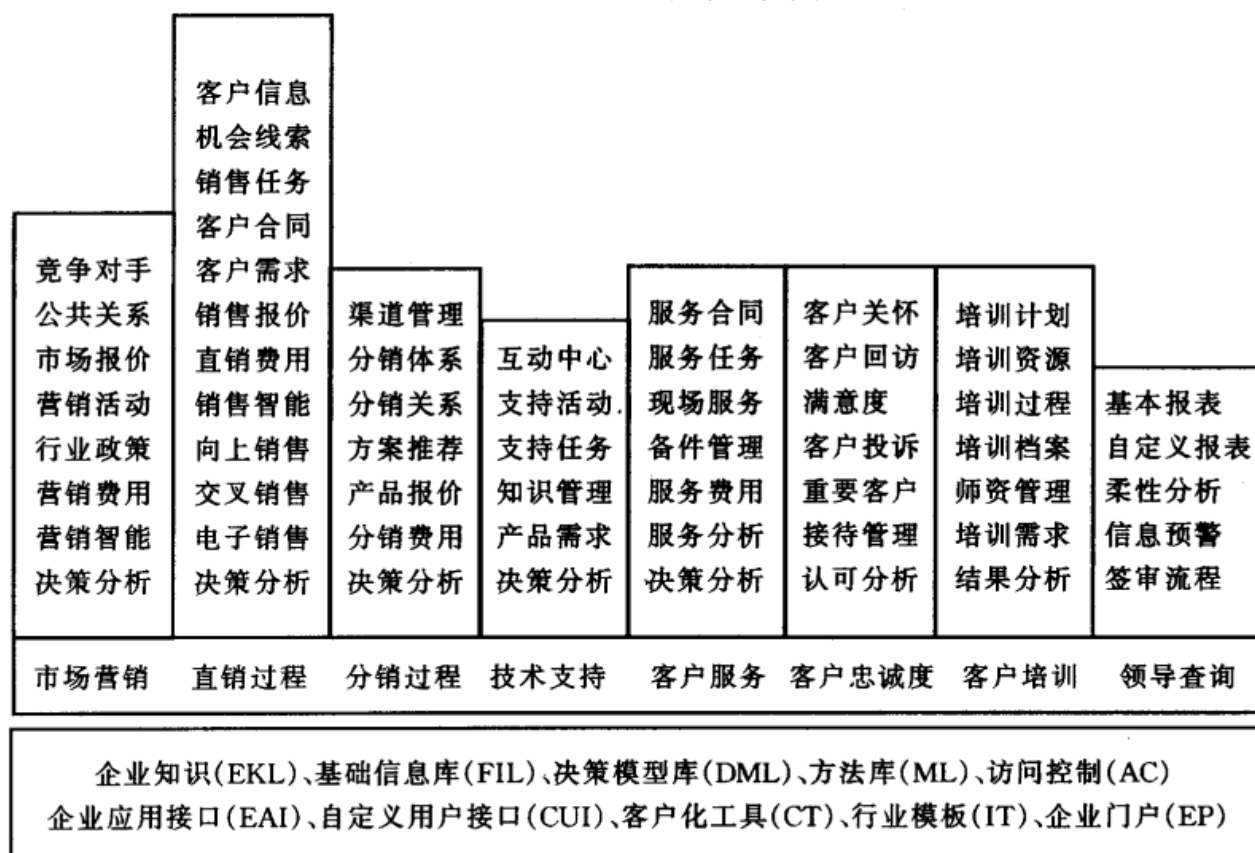 竞争对手
公共关系
市场报价
营销活动
行业政策
营销费用
营销智能
决策分析
市场营销
客户信息
机会线索
销售任务
客户合同
客户需求
销售报价
直销费用
销售智能
向上销售
交叉销售
电子销售
决策分析
直销过程
渠道管理
分销体系
分销关系
方案推荐
产品报价
分销费用
决策分析
分销过程
互动中心
支持活动
支持任务
知识管理
产品需求
决策分析
技术支持
服务合同
服务任务
现场服务
备件管理
服务费用
服务分析
决策分析
客户服务
客户关怀
客户回访
满意度
客户投诉
重要客户
接待管理
认可分析
客户忠诚度
培训计划
培训资源
培训过程
培训档案
师资管理
培训需求
结果分析
客户培训
基本报表
自定义报表
柔性分析
信息预警
签审流程
领导查询
企业知识(EKL)、基础信息库(FIL)、决策模型库(DML)、方法库(ML)、访问控制(AC)
企业应用接口(EAI)、自定义用户接口(CUI)、客户化工具(CT)、行业模板(IT)、企业门户(EP)